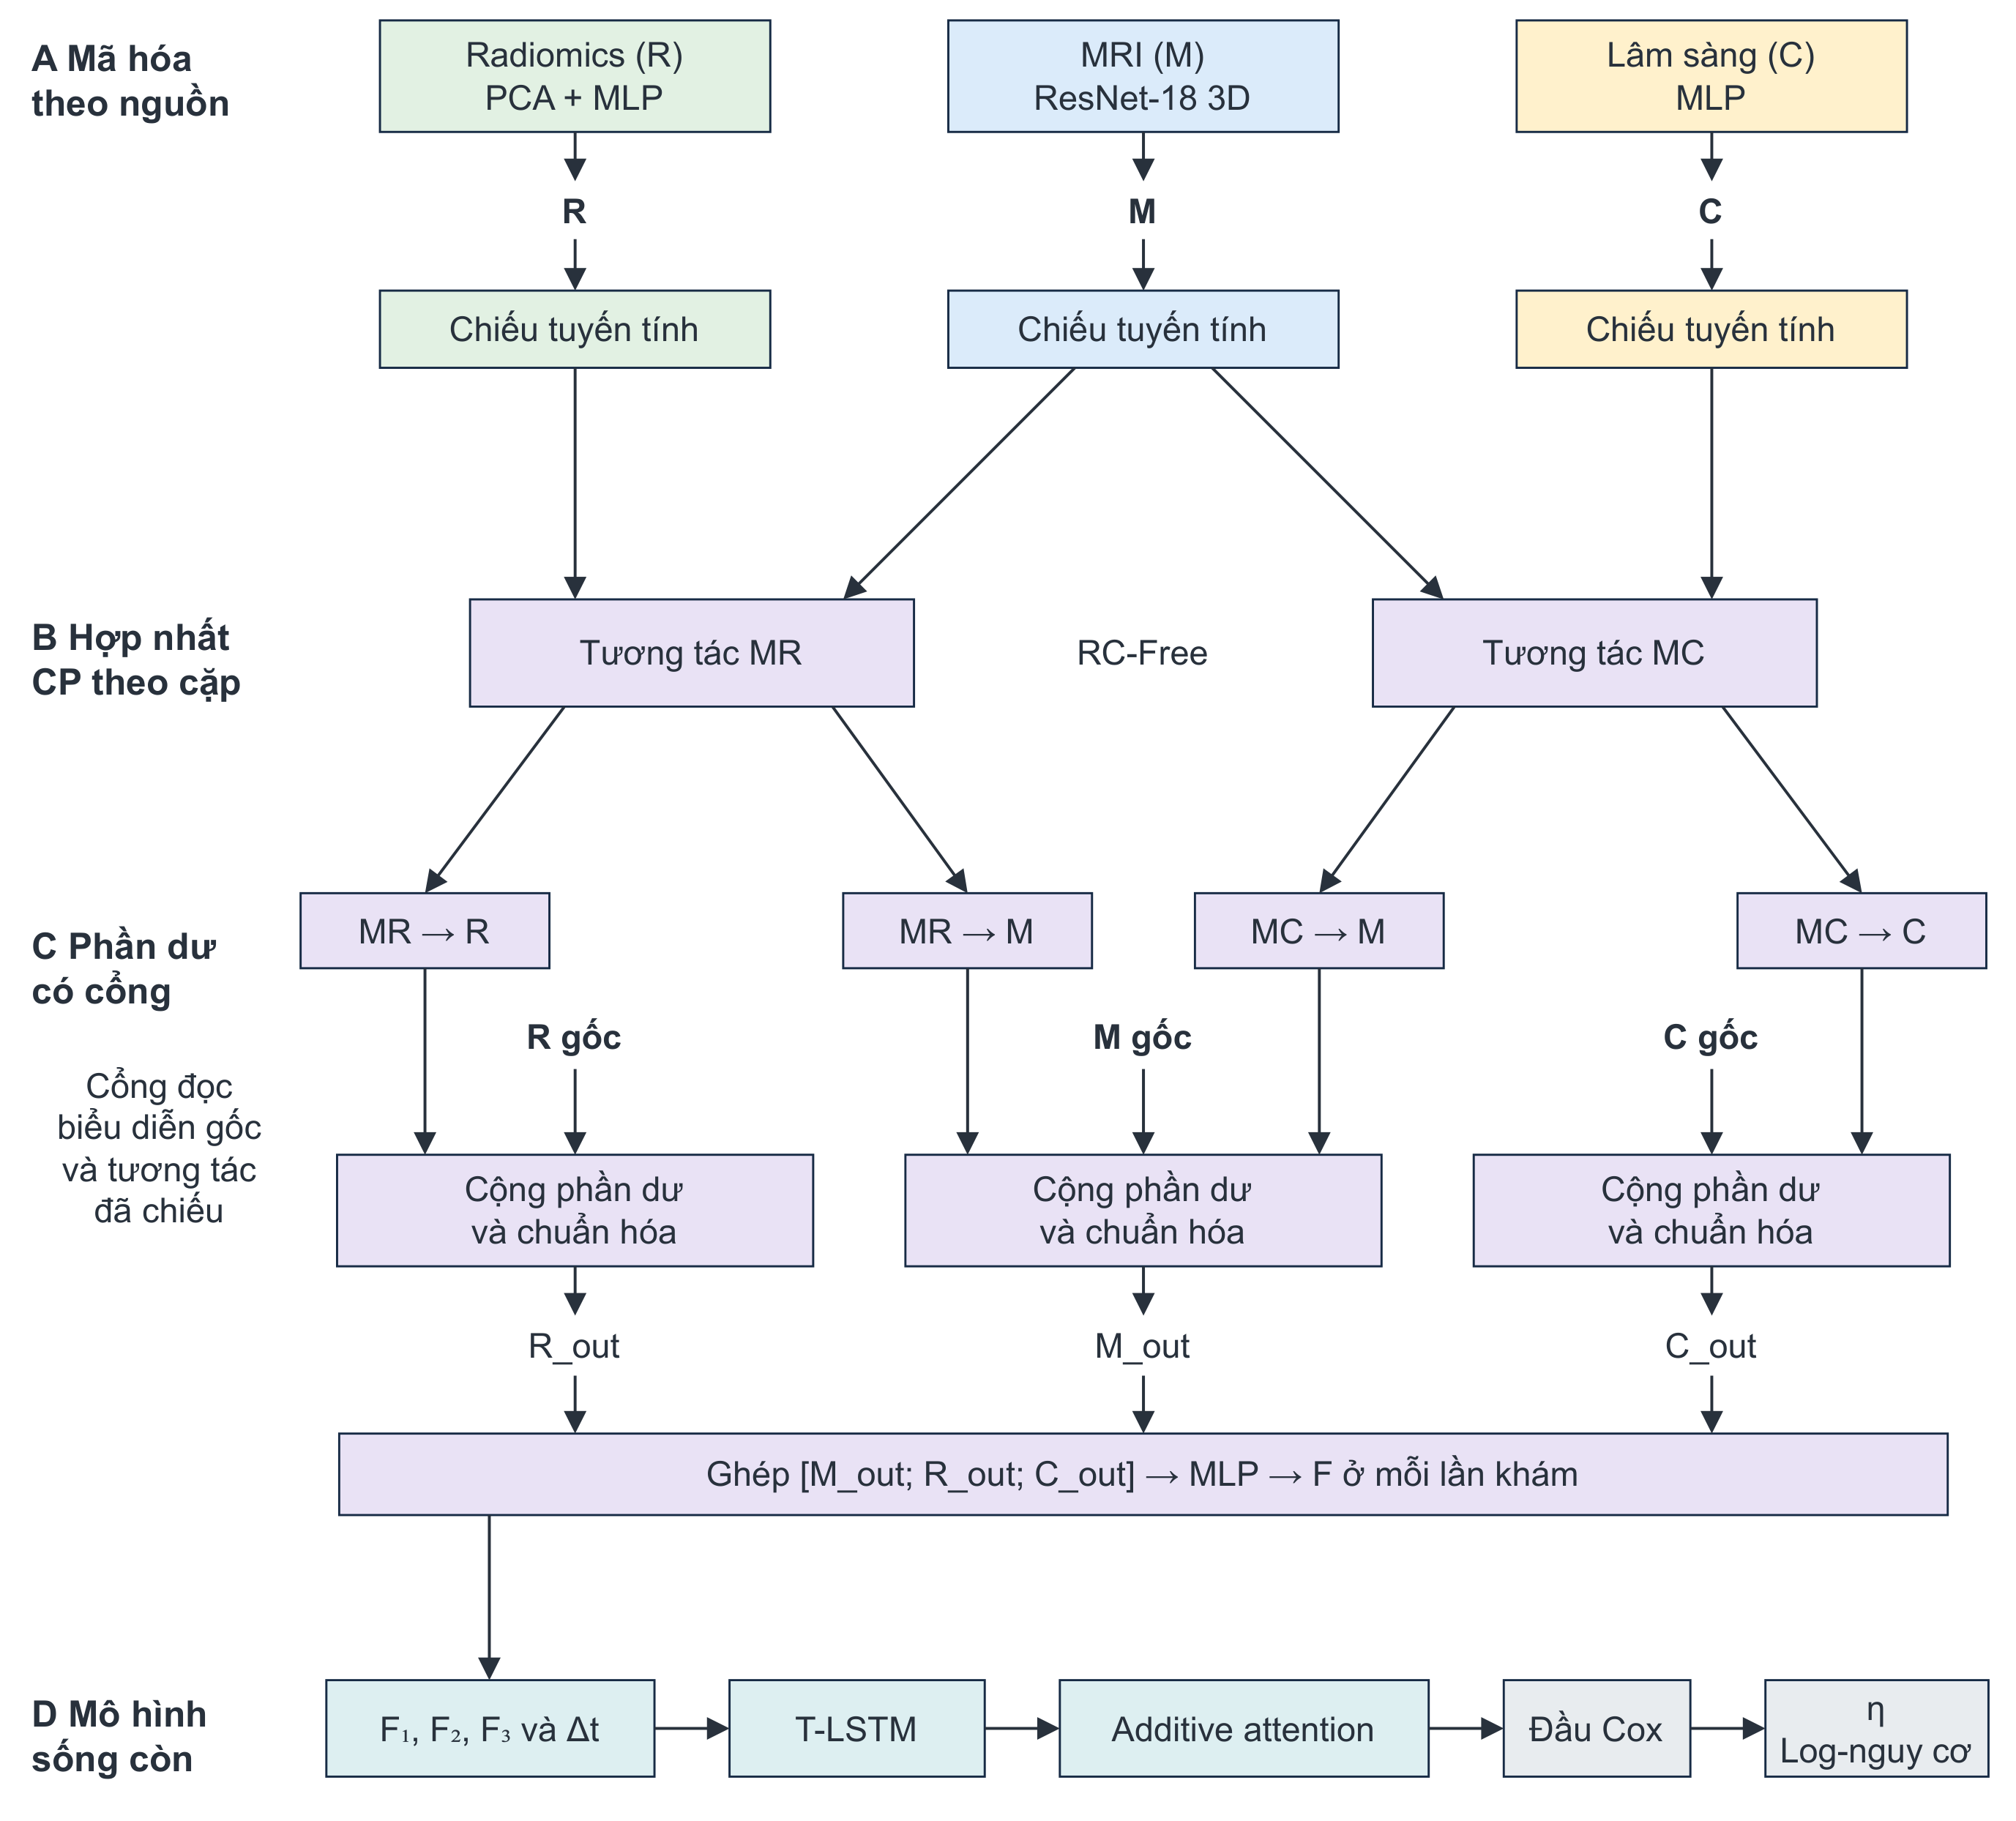 A Mã hóa
theo nguồn
Radiomics (R)
PCA + MLP
MRI (M)
ResNet-18 3D
Lâm sàng (C)
MLP
R
M
C
Chiếu tuyến tính
Chiếu tuyến tính
Chiếu tuyến tính
B Hợp nhất
CP theo cặp
Tương tác MR
RC-Free
Tương tác MC
C Phần dư
có cổng
MR → R
MR → M
MC → M
MC → C
R gốc
M gốc
C gốc
Cổng đọc
biểu diễn gốc
và tương tác
đã chiếu
Cộng phần dư
và chuẩn hóa
Cộng phần dư
và chuẩn hóa
Cộng phần dư
và chuẩn hóa
R_out
M_out
C_out
Ghép [M_out; R_out; C_out] → MLP → F ở mỗi lần khám
D Mô hình
sống còn
F₁, F₂, F₃ và Δt
T-LSTM
Additive attention
Đầu Cox
η
Log-nguy cơ